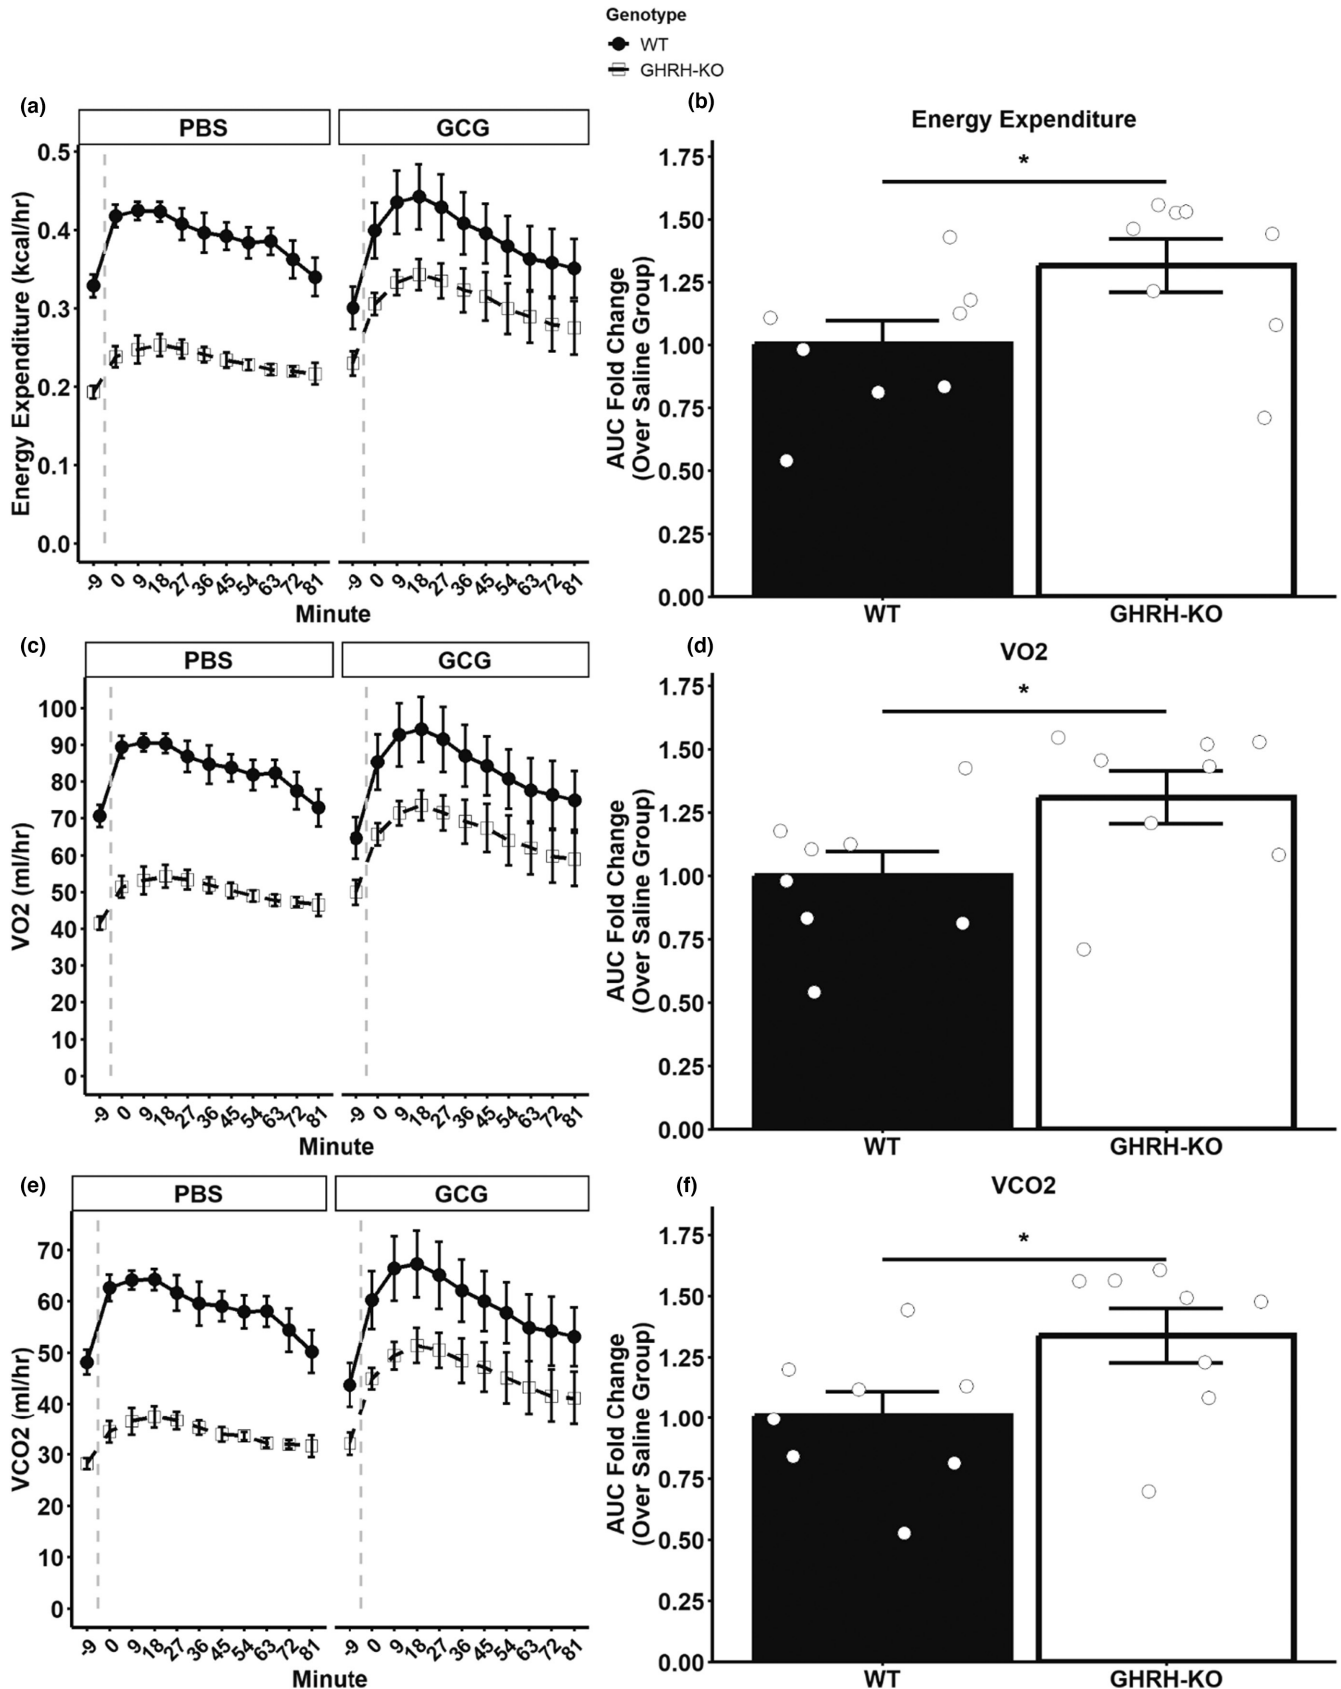 Genotype
WT
GHRH-KO
(a)
PBS
GCG
0.5
0.4
0.3
0.2
0.1
0.0
Energy Expenditure (kcal/hr)
-9 0 9 18 27 36 45 54 63 72 81
-9 0 9 18 27 36 45 54 63 72 81
Minute
(b)
Energy Expenditure
*
1.75
1.50
1.25
1.00
0.75
0.50
0.25
0.00
AUC Fold Change
(Over Saline Group)
WT
GHRH-KO
(c)
PBS
GCG
100
90
80
70
60
50
40
30
20
10
0
VO2 (ml/hr)
-9 0 9 18 27 36 45 54 63 72 81
-9 0 9 18 27 36 45 54 63 72 81
Minute
(d)
VO2
*
1.75
1.50
1.25
1.00
0.75
0.50
0.25
0.00
AUC Fold Change
(Over Saline Group)
WT
GHRH-KO
(e)
PBS
GCG
70
60
50
40
30
20
10
0
VCO2 (ml/hr)
-9 0 9 18 27 36 45 54 63 72 81
-9 0 9 18 27 36 45 54 63 72 81
Minute
(f)
VCO2
*
1.75
1.50
1.25
1.00
0.75
0.50
0.25
0.00
AUC Fold Change
(Over Saline Group)
WT
GHRH-KO